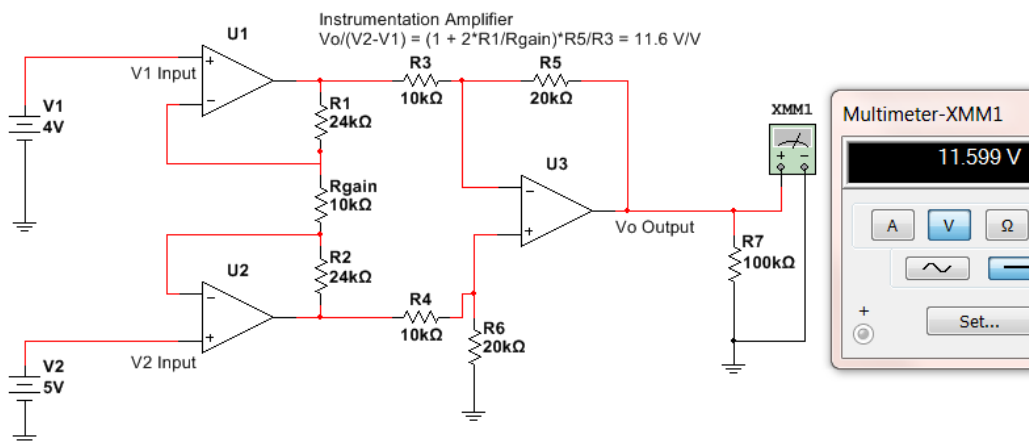 Instrumentation Amplifier
Vo/(V2-V1) = (1 + 2*R1/Rgain)*R5/R3 = 11.6 V/V
U1
+
-
V1 Input
V1
4V
R1
24kΩ
R3
10kΩ
R5
20kΩ
Rgain
10kΩ
U3
-
+
Vo Output
XMM1
+ -
R7
100kΩ
U2
-
+
R2
24kΩ
R4
10kΩ
R6
20kΩ
V2 Input
V2
5V
Multimeter-XMM1
11.599 V
A
V
Ω
+
Set...